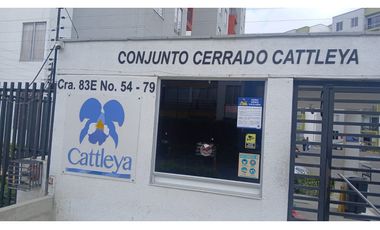 CONJUNTO CERRADO CATTLEYA
Cra. 83E No. 54 - 79
Cattleya